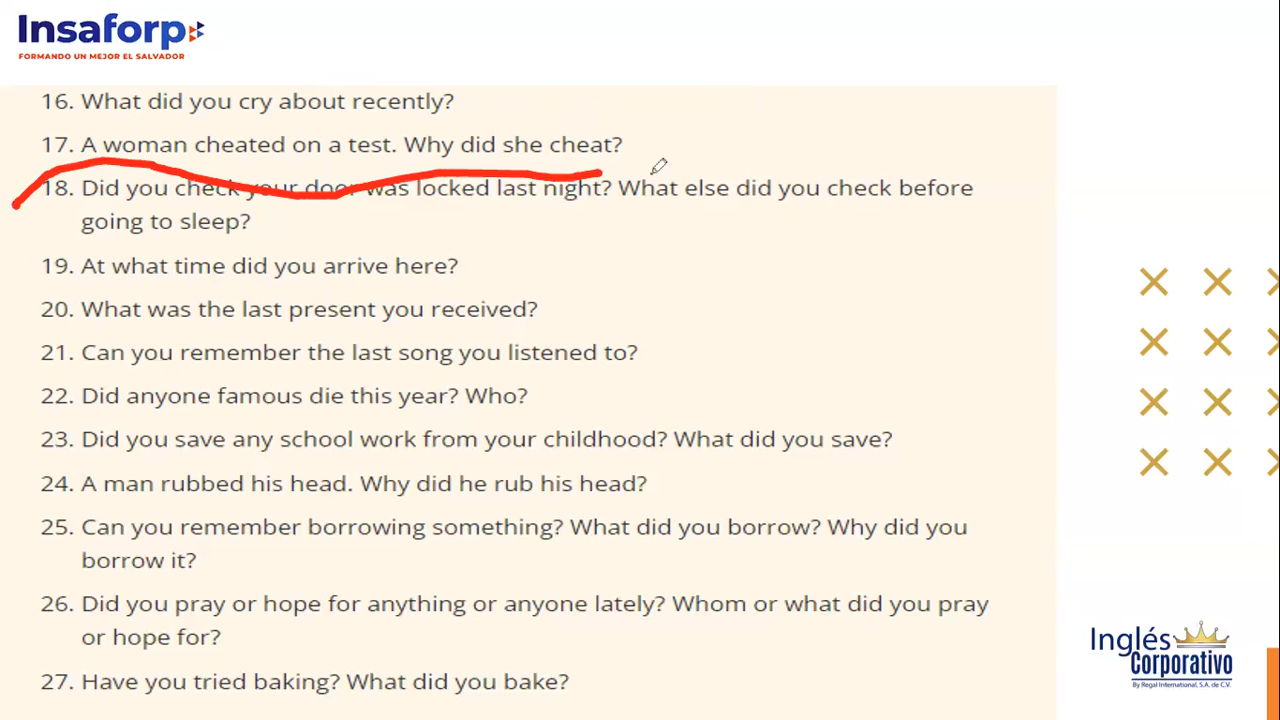 Insaforp
FORMANDO UN MEJOR EL SALVADOR
16. What did you cry about recently?
17. A woman cheated on a test. Why did she cheat?
18. Did you check your door was locked last night? What else did you check before
going to sleep?
19. At what time did you arrive here?
20. What was the last present you received?
21. Can you remember the last song you listened to?
22. Did anyone famous die this year? Who?
23. Did you save any school work from your childhood? What did you save?
24. A man rubbed his head. Why did he rub his head?
25. Can you remember borrowing something? What did you borrow? Why did you
borrow it?
26. Did you pray or hope for anything or anyone lately? Whom or what did you pray
or hope for?
27. Have you tried baking? What did you bake?
Inglés
Corporativo
By Regal International, S.A. de C.V.